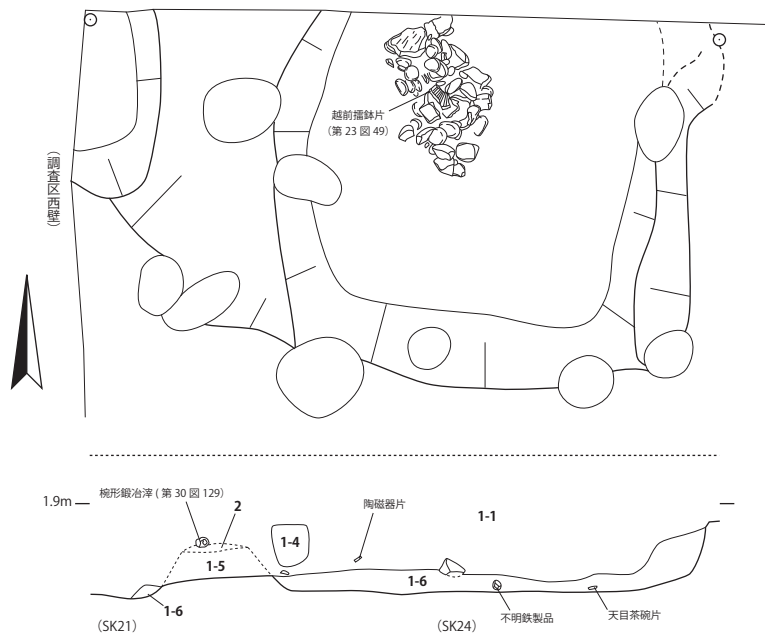 越前擂鉢片
（第 23 図 49）
（調査区西壁）
1.9m
椀形鍛冶滓 ( 第 30 図 129）
2
陶磁器片
1-1
1-4
1-5
1-6
1-6
不明鉄製品
天目茶碗片
（SK21）
（SK24）